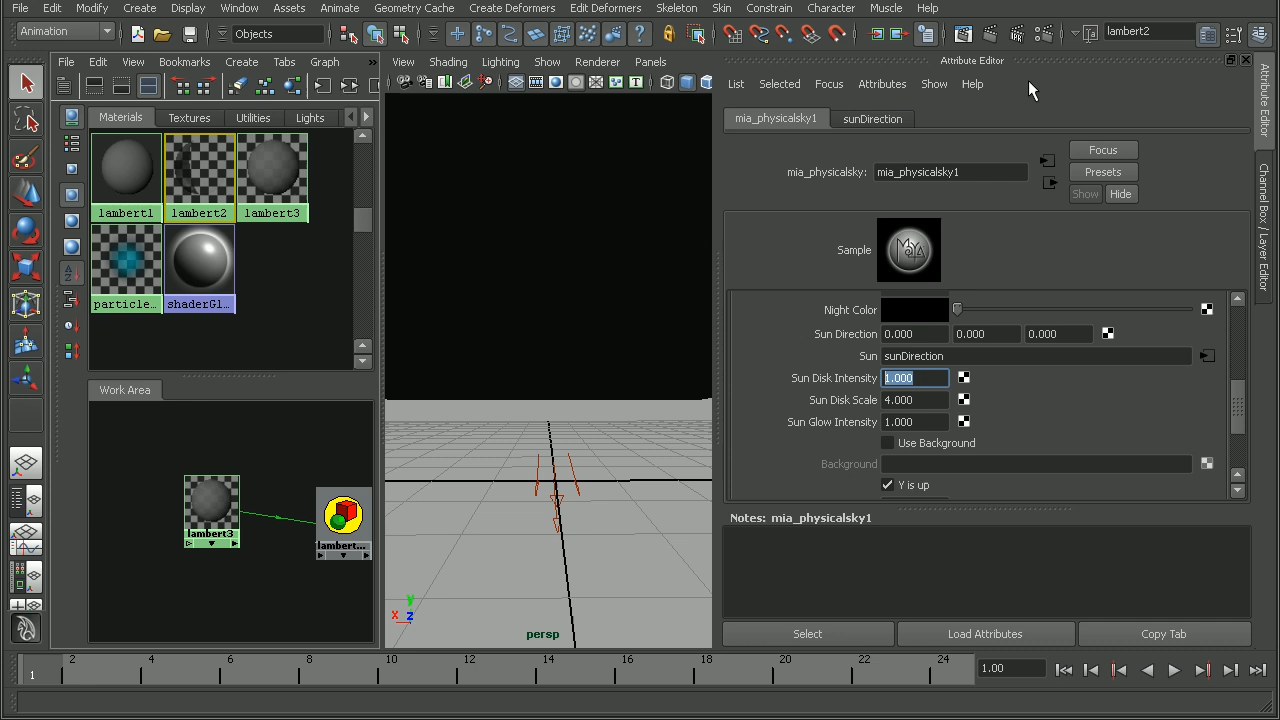 File Edit Modify Create Display Window Assets Animate Geometry Cache Create Deformers Edit Deformers Skeleton Skin Constrain Character Muscle Help
Animation Objects lambert2
File Edit View Bookmarks Create Tabs Graph »
View Shading Lighting Show Renderer Panels
Attribute Editor
List Selected Focus Attributes Show Help
Materials Textures Utilities Lights
mia_physicalsky1 sunDirection
lambert1 lambert2 lambert3
particle... shaderGl...
mia_physicalsky: mia_physicalsky1
Focus
Presets
Show Hide
Sample
Night Color
Sun Direction 0.000 0.000 0.000
Sun sunDirection
Sun Disk Intensity 1.000
Sun Disk Scale 4.000
Sun Glow Intensity 1.000
Use Background
Background
Y is up
Work Area
lambert3
lambert...
y
x z
persp
Notes: mia_physicalsky1
Select Load Attributes Copy Tab
Attribute Editor
Channel Box / Layer Editor
1 2 4 6 8 10 12 14 16 18 20 22 24 1.00